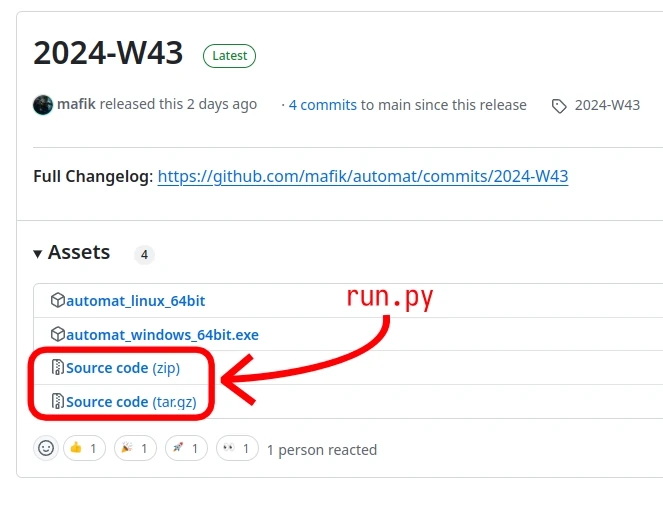 2024-W43 Latest
mafik released this 2 days ago · 4 commits to main since this release 2024-W43
Full Changelog: https://github.com/mafik/automat/commits/2024-W43
Assets 4
automat_linux_64bit
run.py
automat_windows_64bit.exe
Source code (zip)
Source code (tar.gz)
1 1 1 1 1 person reacted